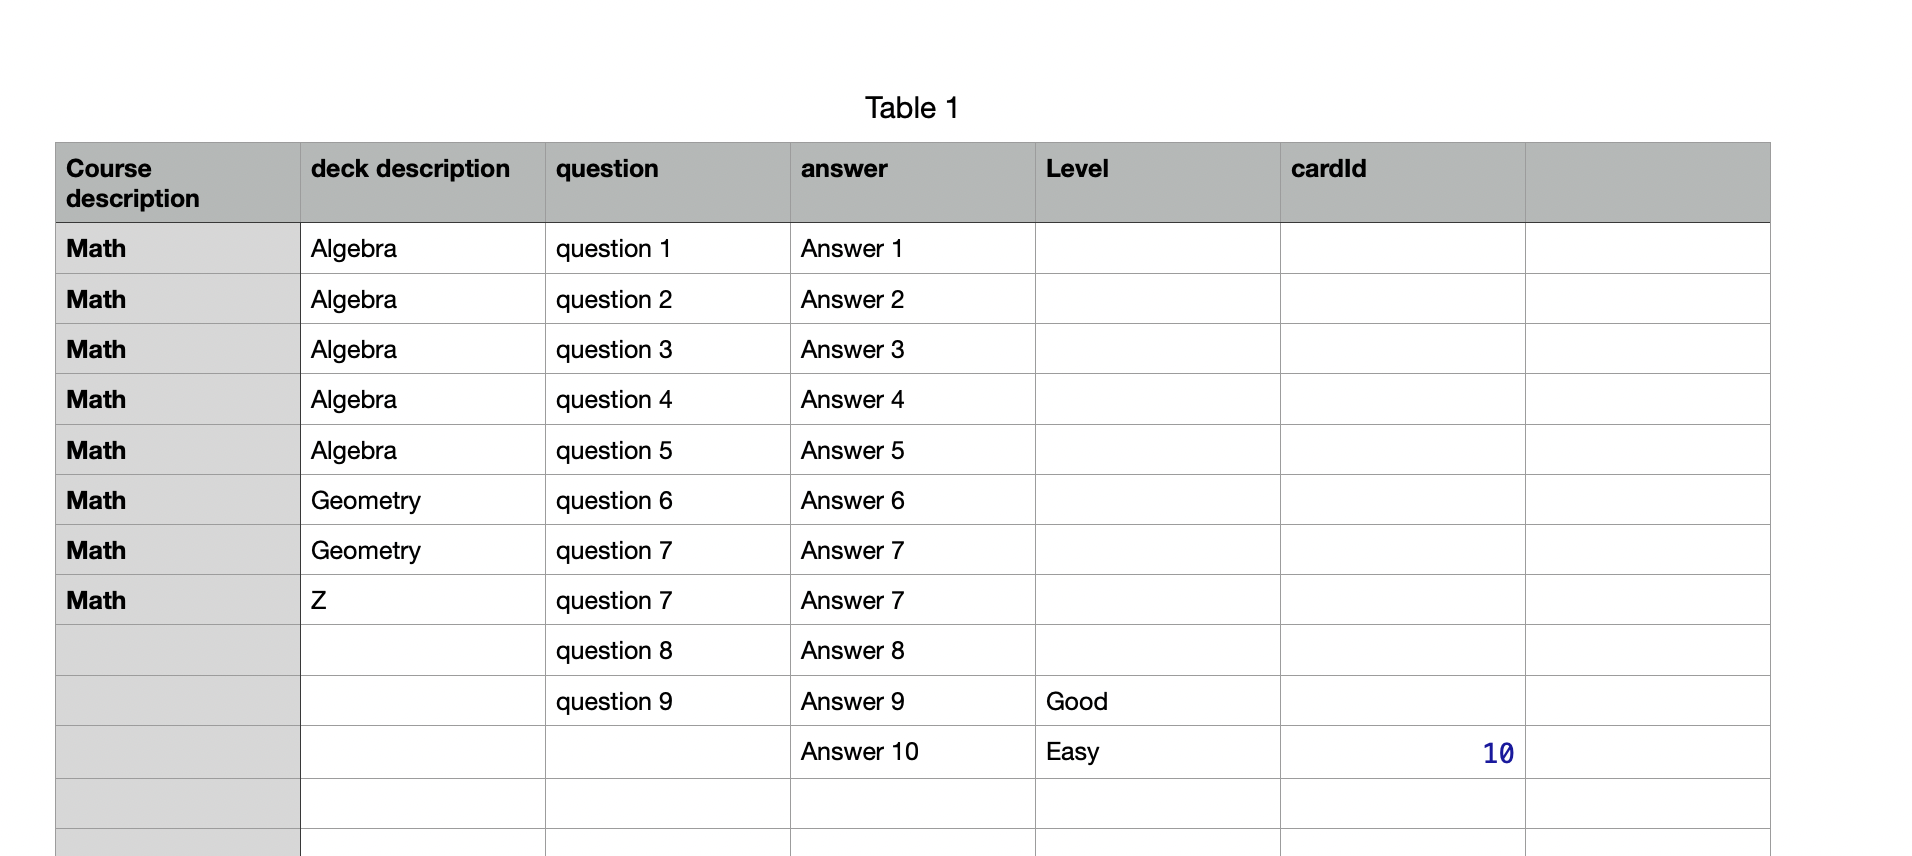 Table 1
Course description deck description question answer Level cardId
Math Algebra question 1 Answer 1
Math Algebra question 2 Answer 2
Math Algebra question 3 Answer 3
Math Algebra question 4 Answer 4
Math Algebra question 5 Answer 5
Math Geometry question 6 Answer 6
Math Geometry question 7 Answer 7
Math Z question 7 Answer 7
question 8 Answer 8
question 9 Answer 9 Good
Answer 10 Easy 10